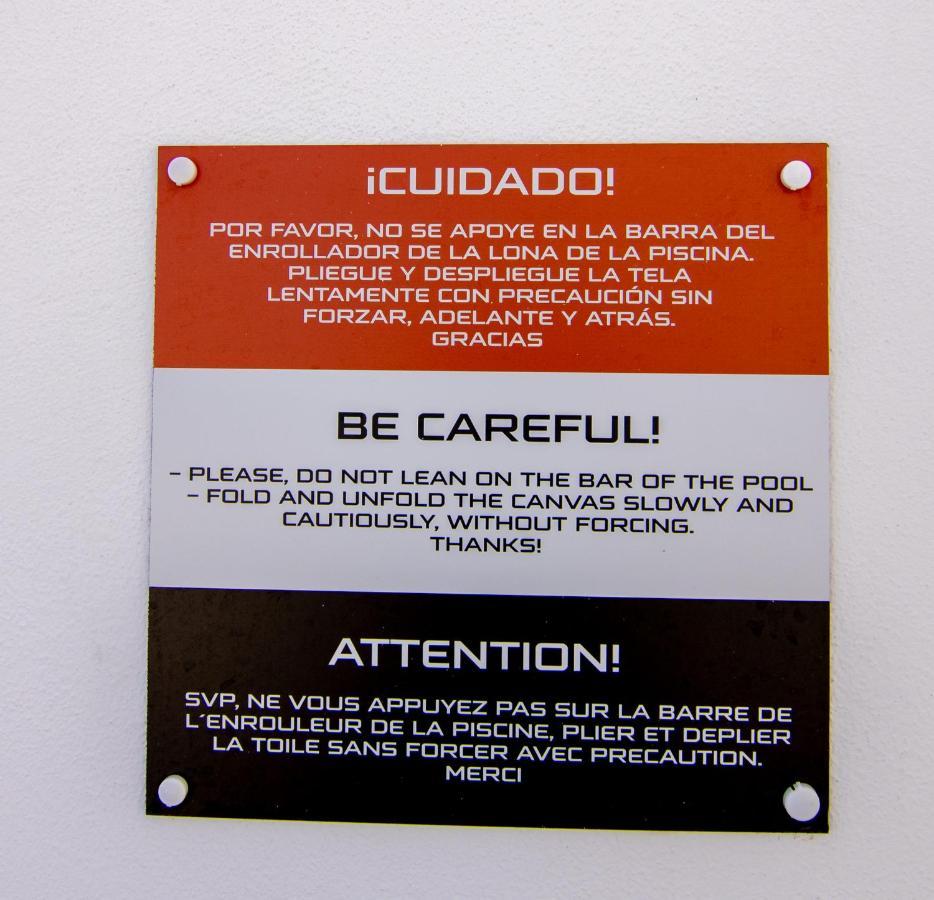 ¡CUIDADO!
POR FAVOR, NO SE APOYE EN LA BARRA DEL
ENROLLADOR DE LA LONA DE LA PISCINA.
PLIEGUE Y DESPLIEGUE LA TELA
LENTAMENTE CON PRECAUCIÓN SIN
FORZAR, ADELANTE Y ATRÁS.
GRACIAS
BE CAREFUL!
- PLEASE, DO NOT LEAN ON THE BAR OF THE POOL
- FOLD AND UNFOLD THE CANVAS SLOWLY AND
CAUTIOUSLY, WITHOUT FORCING.
THANKS!
ATTENTION!
SVP, NE VOUS APPUYEZ PAS SUR LA BARRE DE
L´ENROULEUR DE LA PISCINE, PLIER ET DEPLIER
LA TOILE SANS FORCER AVEC PRECAUTION.
MERCI